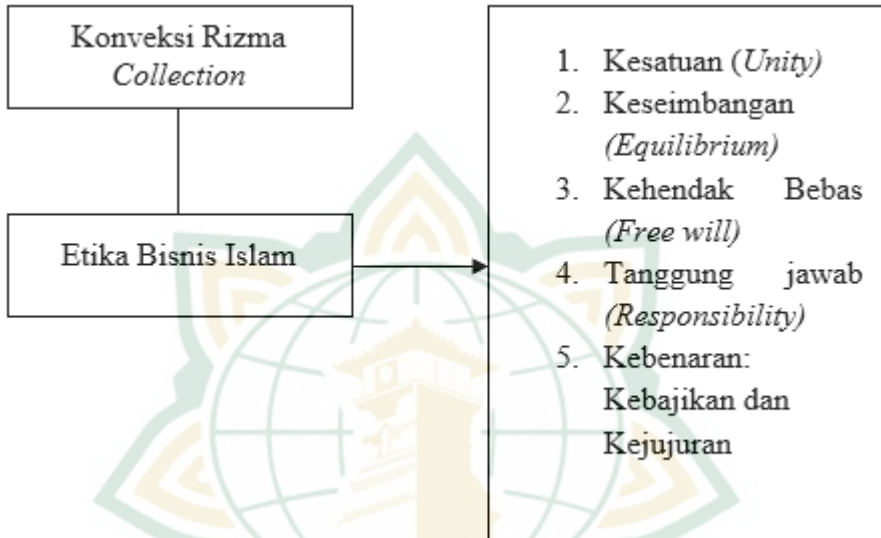 Konveksi Rizma
Collection
Etika Bisnis Islam
1. Kesatuan (Unity)
2. Keseimbangan
(Equilibrium)
3. Kehendak Bebas
(Free will)
4. Tanggung jawab
(Responsibility)
5. Kebenaran:
Kebajikan dan
Kejujuran